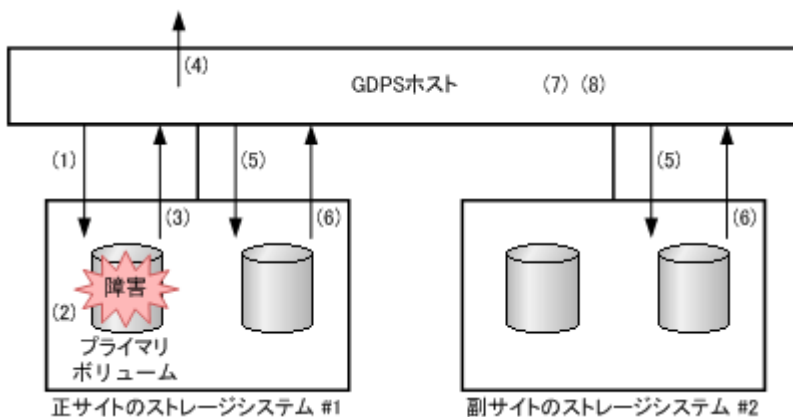 (4)
GDPSホスト (7) (8)
(1)
(5)
(5)
(3)
(6)
(6)
障害
(2)
プライマリ
ボリューム
正サイトのストレージシステム #1
副サイトのストレージシステム #2